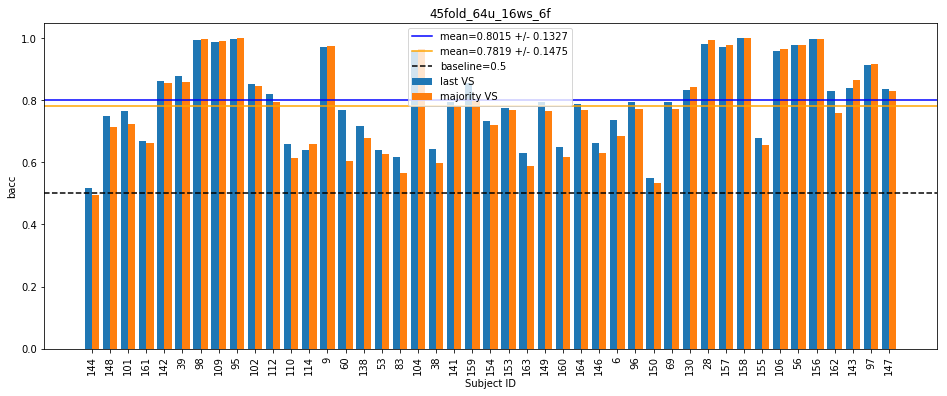 45fold_64u_16ws_6f
mean=0.8015 +/- 0.1327
mean=0.7819 +/- 0.1475
baseline=0.5
last VS
majority VS
1.0
0.8
0.6
0.4
0.2
0.0
bacc
144 148 101 161 142 39 98 109 95 102 112 110 114 9 60 138 53 83 104 38 141 159 154 153 163 149 160 164 146 6 96 150 69 130 28 157 158 155 106 56 156 162 143 97 147
Subject ID